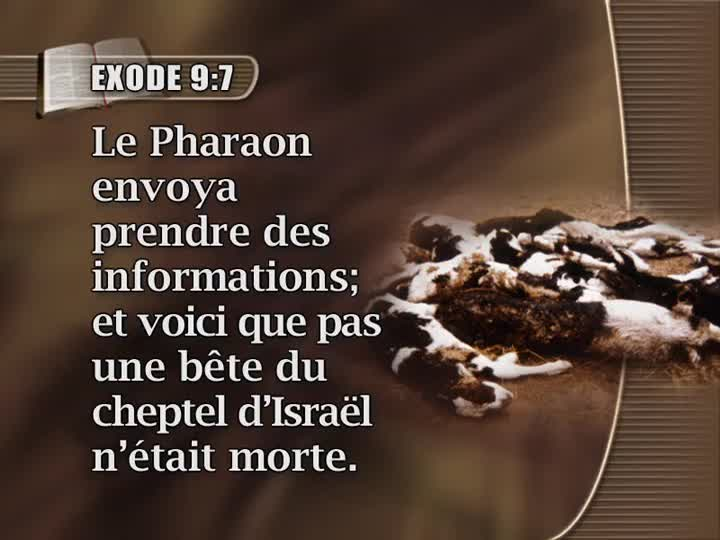 EXODE 9:7
Le Pharaon
envoya
prendre des
informations;
et voici que pas
une bête du
cheptel d’Israël
n’était morte.